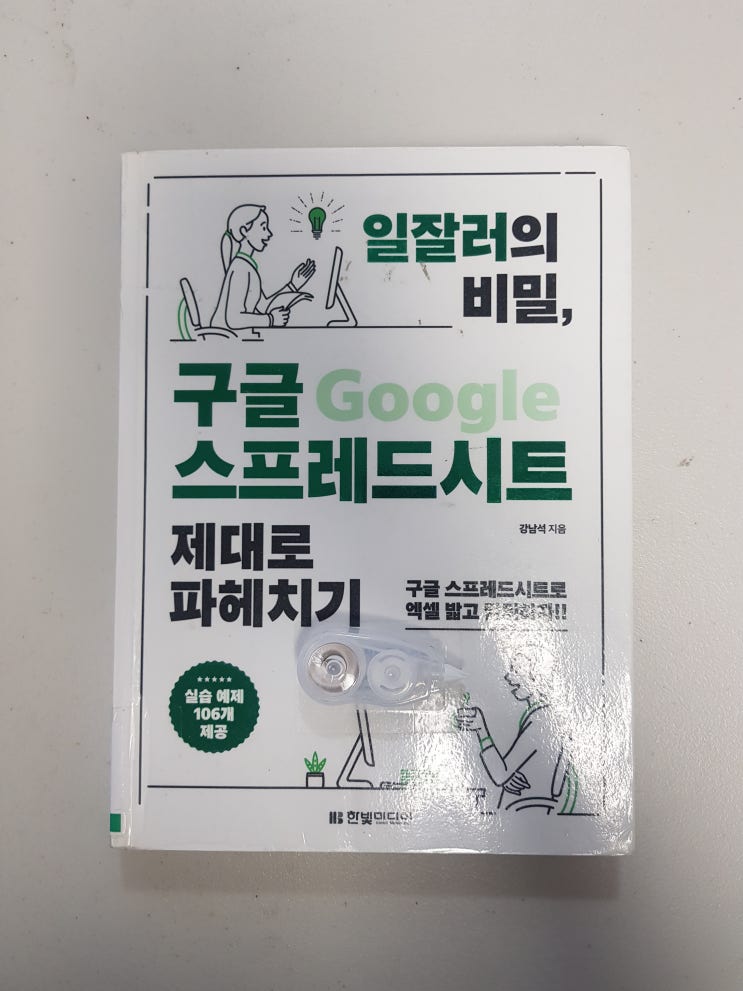 일잘러의
비밀,
구글 Google
스프레드시트
제대로
파헤치기
강남석 지음
구글 스프레드시트로
엑셀 밟고
실습 예제
106개
제공
한빛미디어